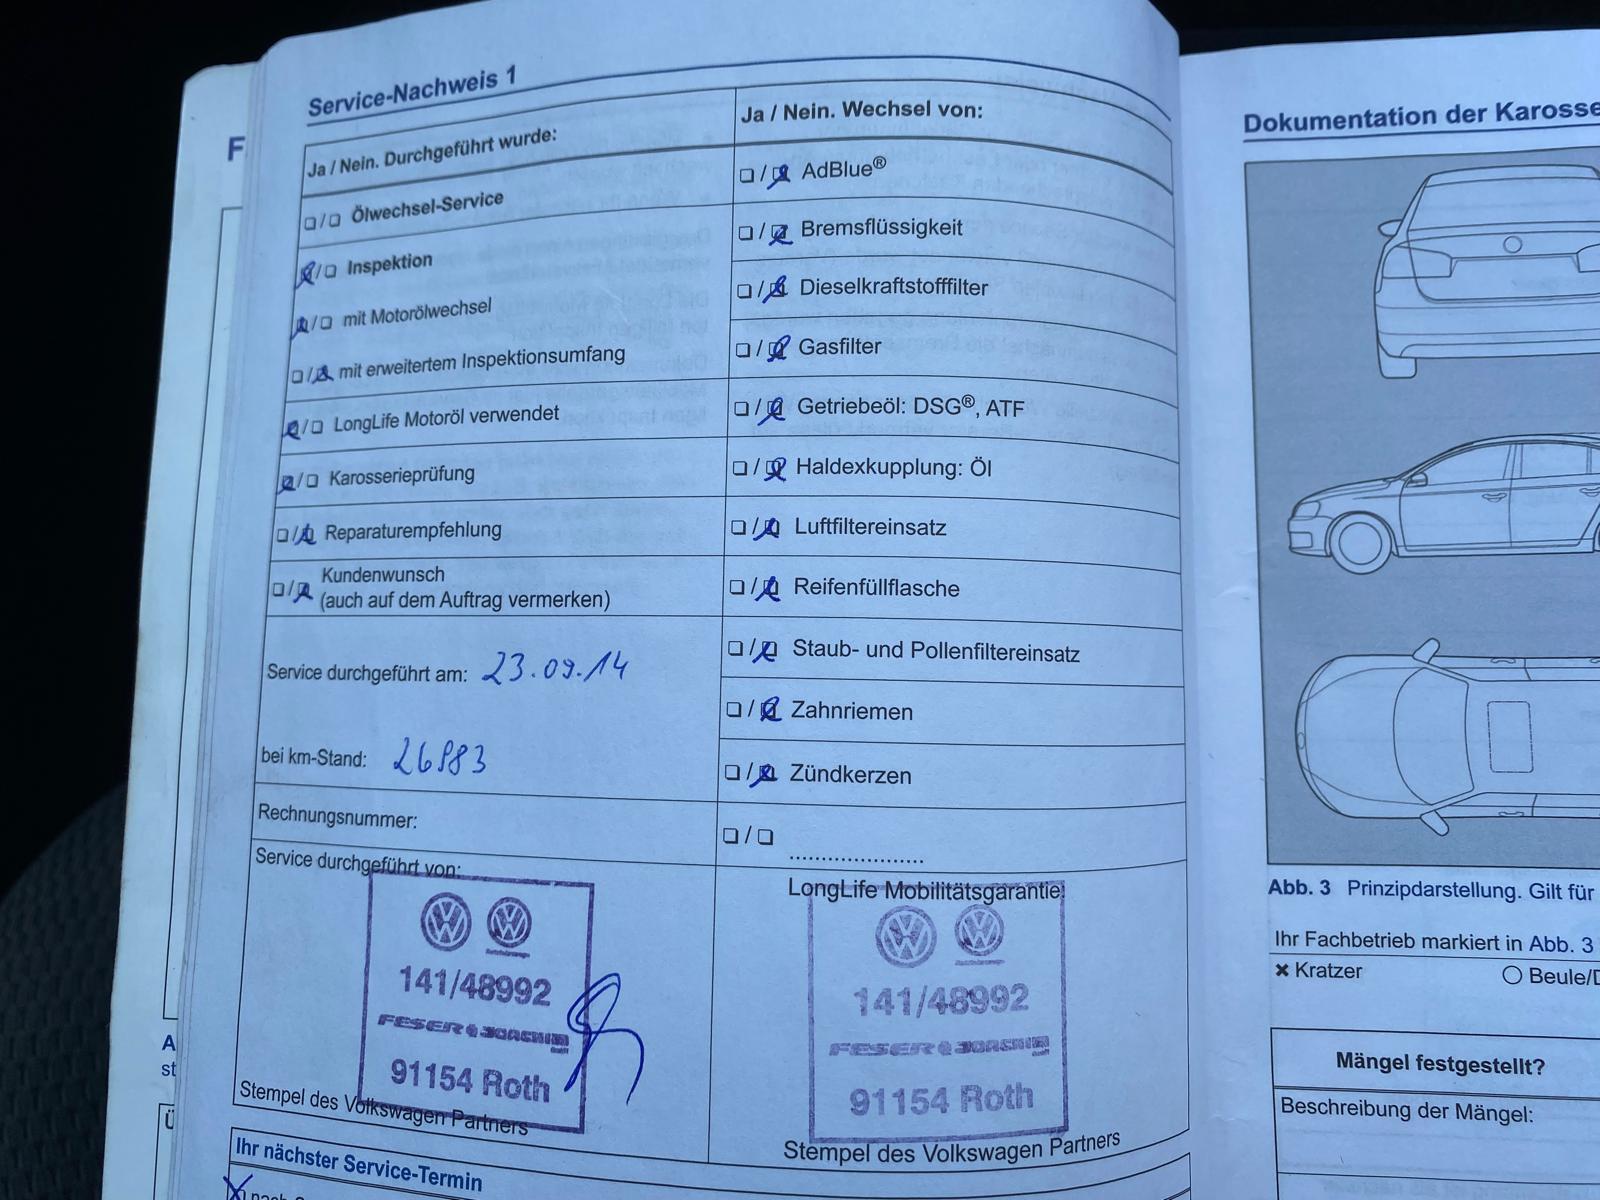 Service-Nachweis 1
Ja / Nein. Durchgeführt wurde:
Ölwechsel-Service
Inspektion
mit Motorölwechsel
mit erweitertem Inspektionsumfang
LongLife Motoröl verwendet
Karosserieprüfung
Reparaturempfehlung
Kundenwunsch
(auch auf dem Auftrag vermerken)
Service durchgeführt am: 23.09.14
bei km-Stand: 26983
Rechnungsnummer:
Service durchgeführt von:
141/48992
FESER & JOACHIM
91154 Roth
Stempel des Volkswagen Partners
Ja / Nein. Wechsel von:
AdBlue®
Bremsflüssigkeit
Dieselkraftstofffilter
Gasfilter
Getriebeöl: DSG®, ATF
Haldexkupplung: Öl
Luftfiltereinsatz
Reifenfüllflasche
Staub- und Pollenfiltereinsatz
Zahnriemen
Zündkerzen
LongLife Mobilitätsgarantie:
141/48992
FESER & JOACHIM
91154 Roth
Stempel des Volkswagen Partners
Ihr nächster Service-Termin
Dokumentation der Karosse
Abb. 3 Prinzipdarstellung. Gilt für
Ihr Fachbetrieb markiert in Abb. 3
Kratzer
Beule/D
Mängel festgestellt?
Beschreibung der Mängel: